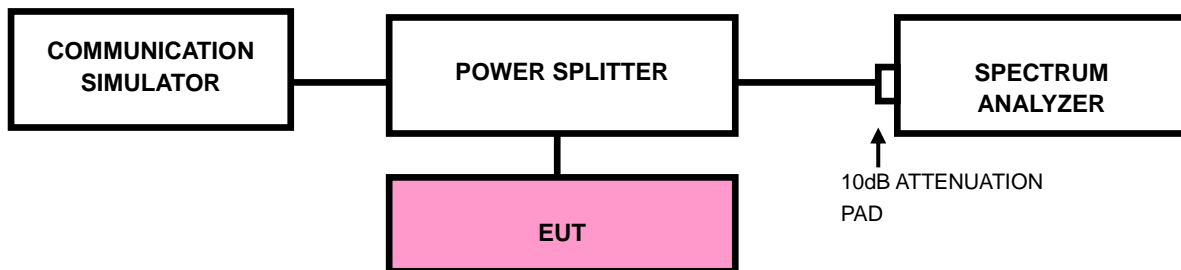 COMMUNICATION
SIMULATOR
POWER SPLITTER
SPECTRUM
ANALYZER
10dB ATTENUATION
PAD
EUT